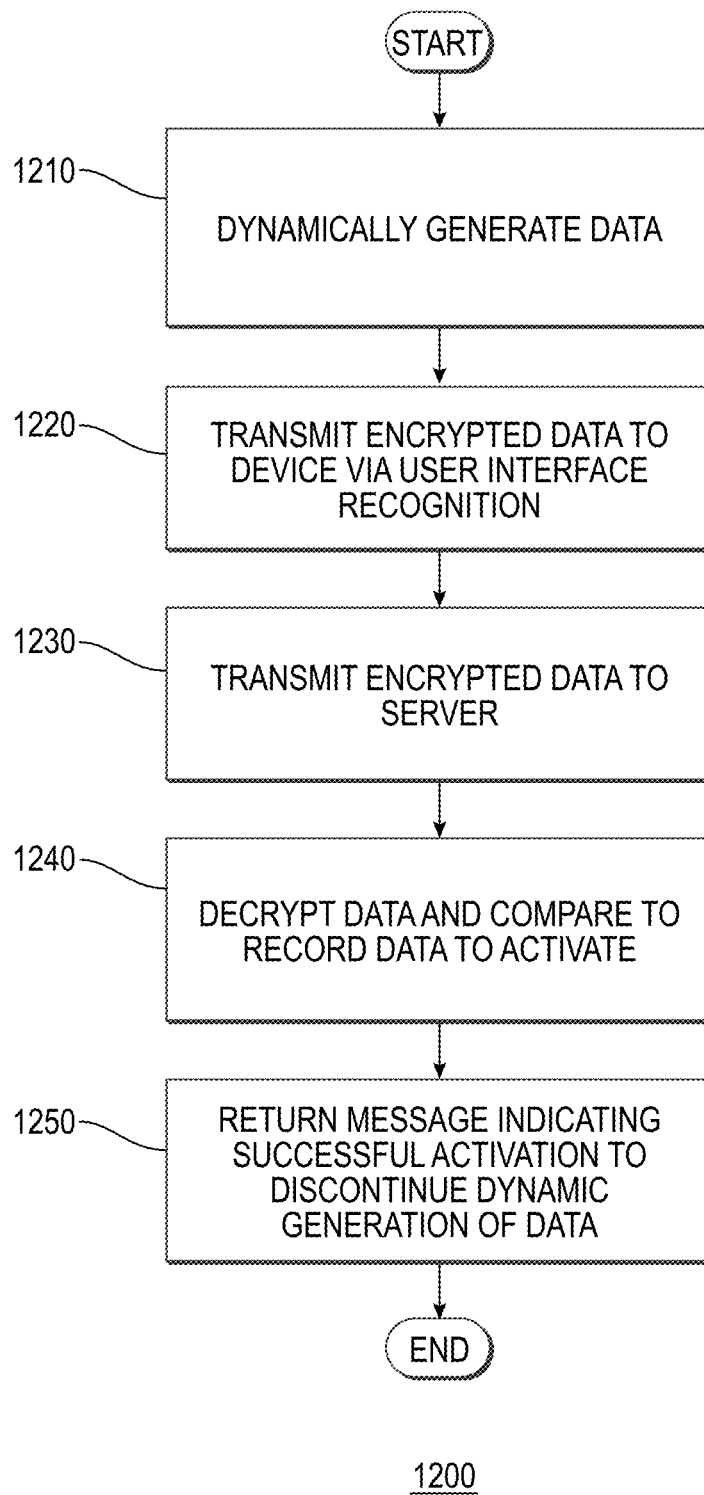 START
1210
DYNAMICALLY GENERATE DATA
1220
TRANSMIT ENCRYPTED DATA TO
DEVICE VIA USER INTERFACE
RECOGNITION
1230
TRANSMIT ENCRYPTED DATA TO
SERVER
1240
DECRYPT DATA AND COMPARE TO
RECORD DATA TO ACTIVATE
1250
RETURN MESSAGE INDICATING
SUCCESSFUL ACTIVATION TO
DISCONTINUE DYNAMIC
GENERATION OF DATA
END
1200